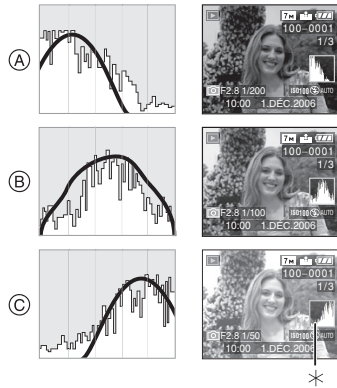 A
7M
100-0001
1/3
F2.8 1/200 ISO100 AUTO
10:00 1.DEC.2006
B
7M
100-0001
1/3
F2.8 1/100 ISO100 AUTO
10:00 1.DEC.2006
C
7M
100-0001
1/3
F2.8 1/50 ISO100 AUTO
10:00 1.DEC.2006
*